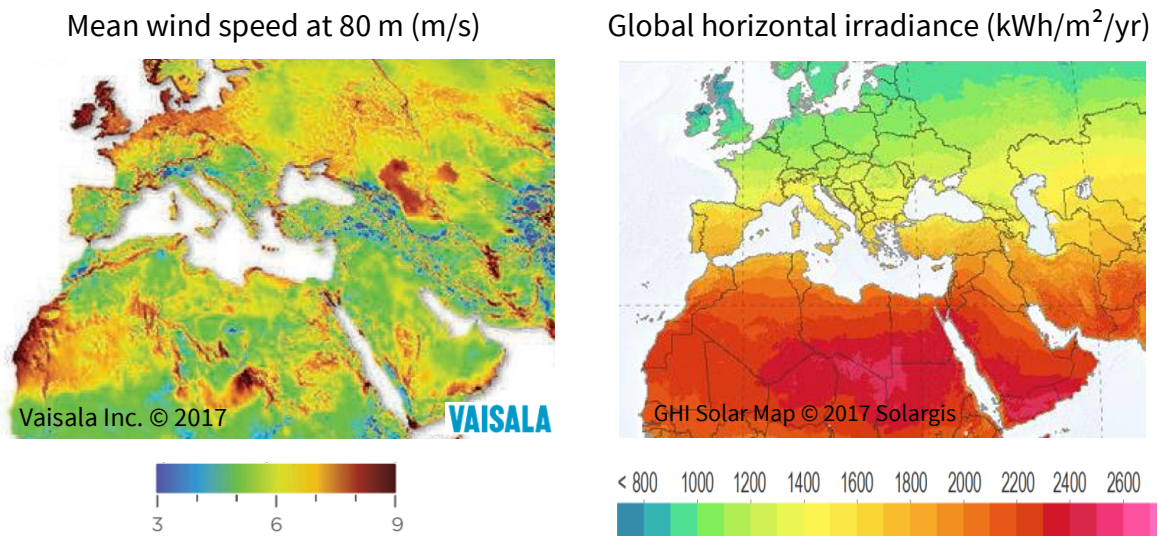 Mean wind speed at 80 m (m/s)
Global horizontal irradiance (kWh/m²/yr)
Vaisala Inc. © 2017
VAISALA
GHI Solar Map © 2017 Solargis
3 6 9
< 800 1000 1200 1400 1600 1800 2000 2200 2400 2600